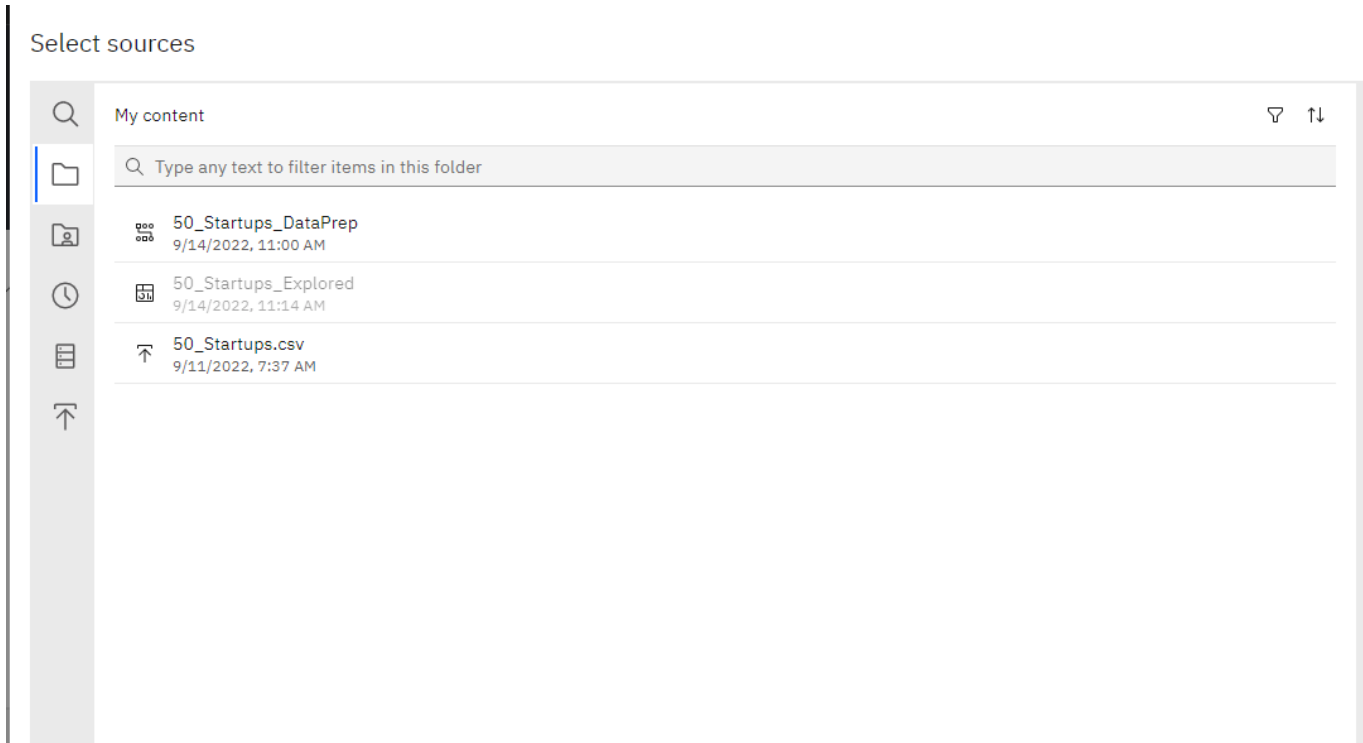 Select sources
My content
Type any text to filter items in this folder
50_Startups_DataPrep
9/14/2022, 11:00 AM
50_Startups_Explored
9/14/2022, 11:14 AM
50_Startups.csv
9/11/2022, 7:37 AM